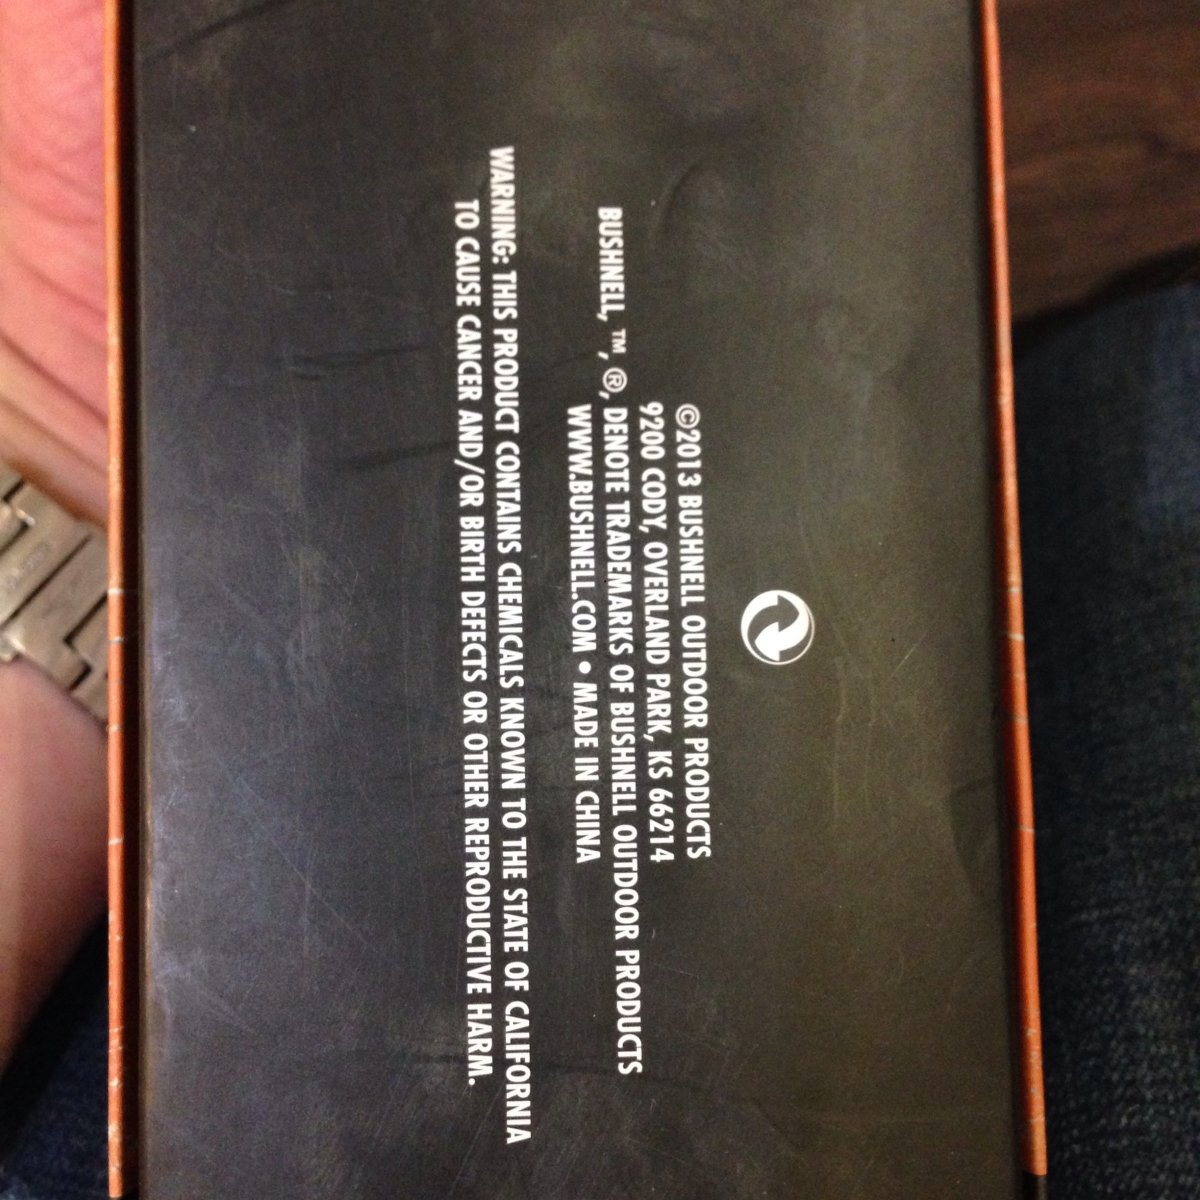 ©2013 BUSHNELL OUTDOOR PRODUCTS
9200 CODY, OVERLAND PARK, KS 66214
BUSHNELL, ™, ®, DENOTE TRADEMARKS OF BUSHNELL OUTDOOR PRODUCTS
WWW.BUSHNELL.COM • MADE IN CHINA
WARNING: THIS PRODUCT CONTAINS CHEMICALS KNOWN TO THE STATE OF CALIFORNIA
TO CAUSE CANCER AND/OR BIRTH DEFECTS OR OTHER REPRODUCTIVE HARM.